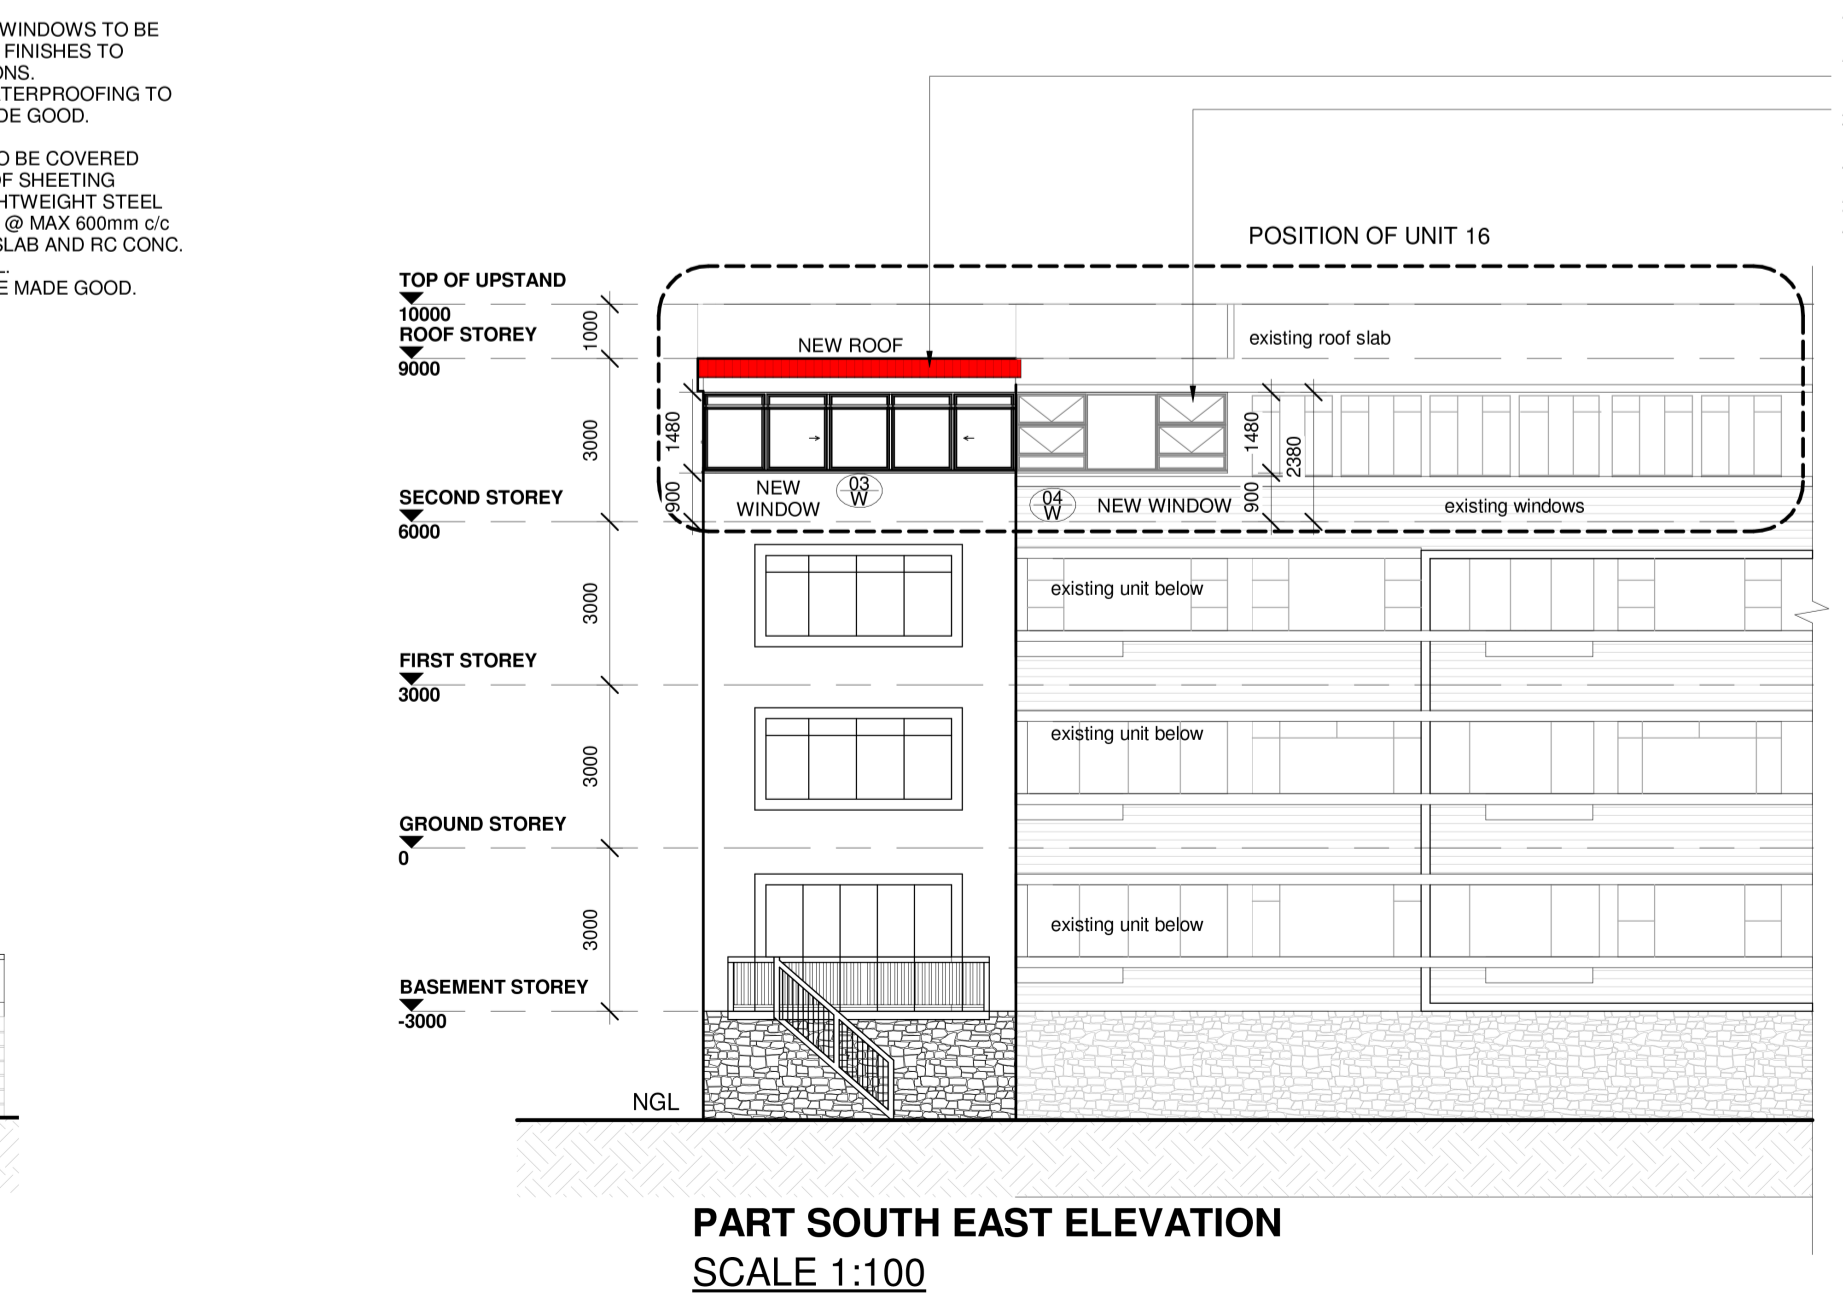 WINDOWS TO BE
FINISHES TO
ONS.
TERPROOFING TO
DE GOOD.
O BE COVERED
OF SHEETING
HTWEIGHT STEEL
@ MAX 600mm c/c
SLAB AND RC CONC.
L.
E MADE GOOD.
POSITION OF UNIT 16
TOP OF UPSTAND
10000
1000
ROOF STOREY
9000
NEW ROOF
existing roof slab
3000
1480
1480
2380
SECOND STOREY
6000
900
NEW
WINDOW
03
W
04
W
NEW WINDOW
900
existing windows
3000
existing unit below
FIRST STOREY
3000
3000
existing unit below
GROUND STOREY
0
3000
existing unit below
BASEMENT STOREY
-3000
NGL
PART SOUTH EAST ELEVATION
SCALE 1:100